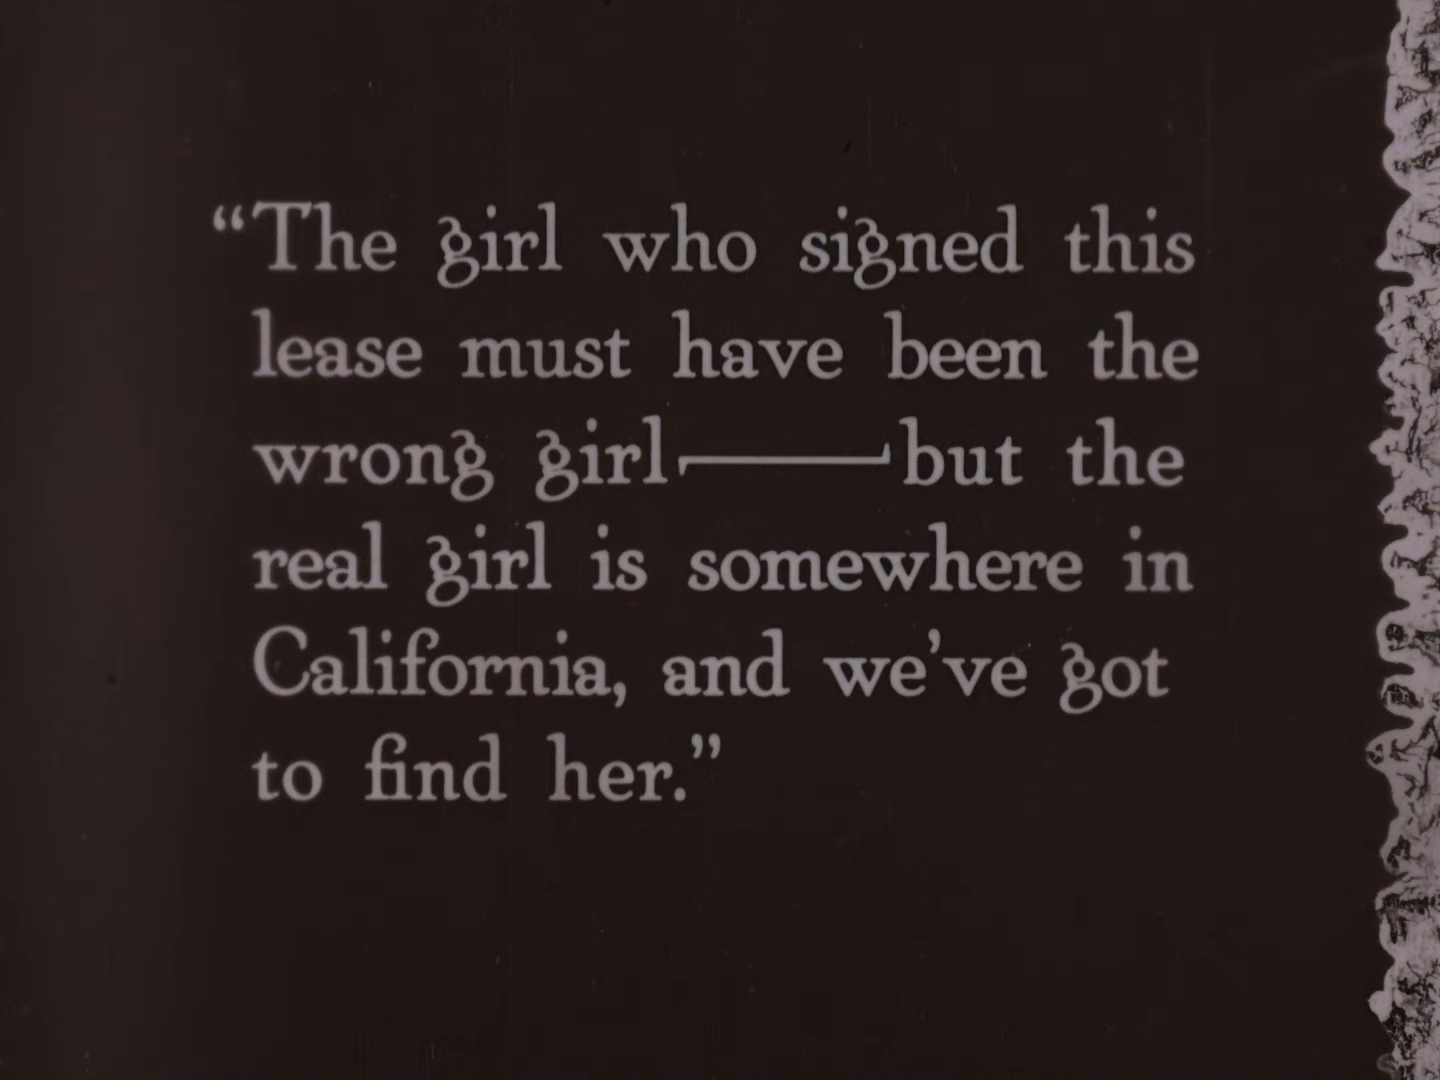 “The girl who signed this
lease must have been the
wrong girl——but the
real girl is somewhere in
California, and we’ve got
to find her.”